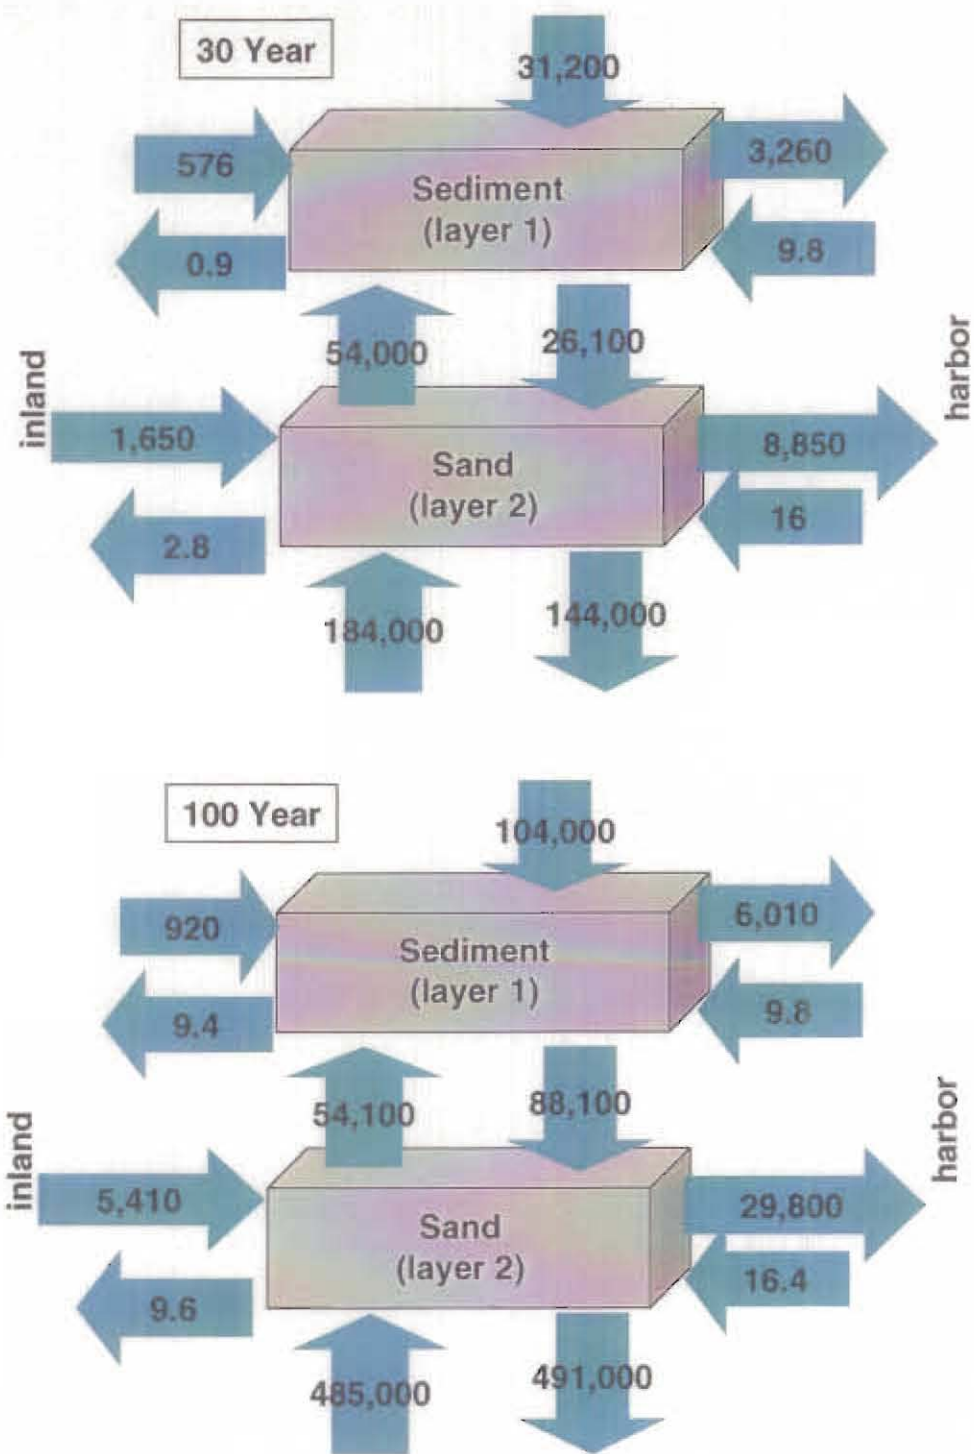 30 Year
31,200
576
3,260
Sediment
(layer 1)
0.9
9.8
54,000
26,100
inland
harbor
1,650
8,850
Sand
(layer 2)
2.8
16
184,000
144,000
100 Year
104,000
920
6,010
Sediment
(layer 1)
9.4
9.8
54,100
88,100
inland
harbor
5,410
29,800
Sand
(layer 2)
9.6
16.4
485,000
491,000